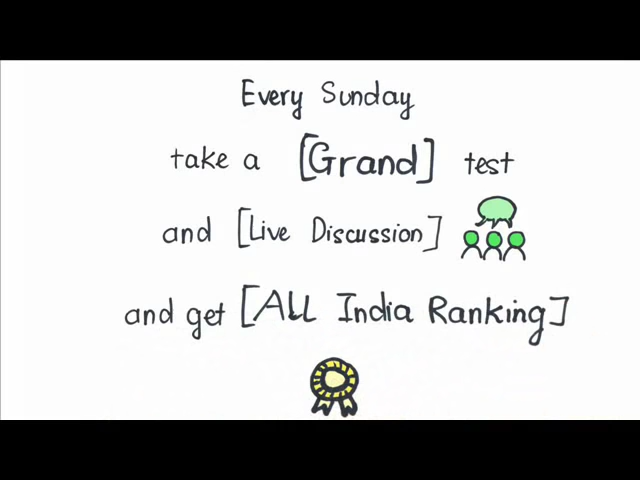 Every Sunday
take a [Grand] test
and [Live Discussion]
and get [ALL India Ranking]